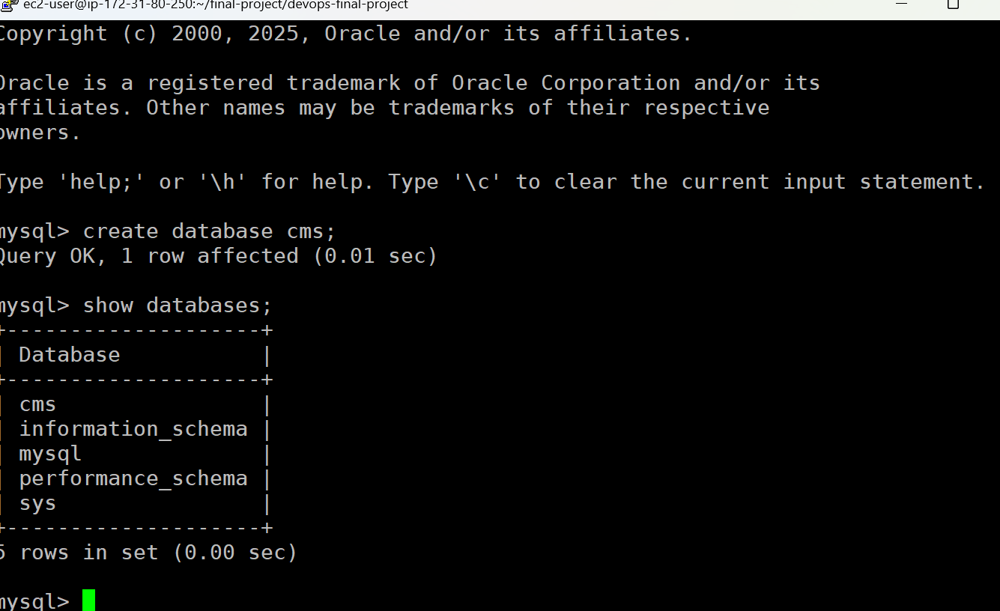 ec2-user@ip-172-31-80-250:~/final-project/devops-final-project
Copyright (c) 2000, 2025, Oracle and/or its affiliates.
Oracle is a registered trademark of Oracle Corporation and/or its
affiliates. Other names may be trademarks of their respective
owners.
Type 'help;' or '\h' for help. Type '\c' to clear the current input statement.
mysql> create database cms;
Query OK, 1 row affected (0.01 sec)
mysql> show databases;
+--------------------+
| Database           |
+--------------------+
| cms                |
| information_schema |
| mysql              |
| performance_schema |
| sys                |
+--------------------+
5 rows in set (0.00 sec)
mysql>